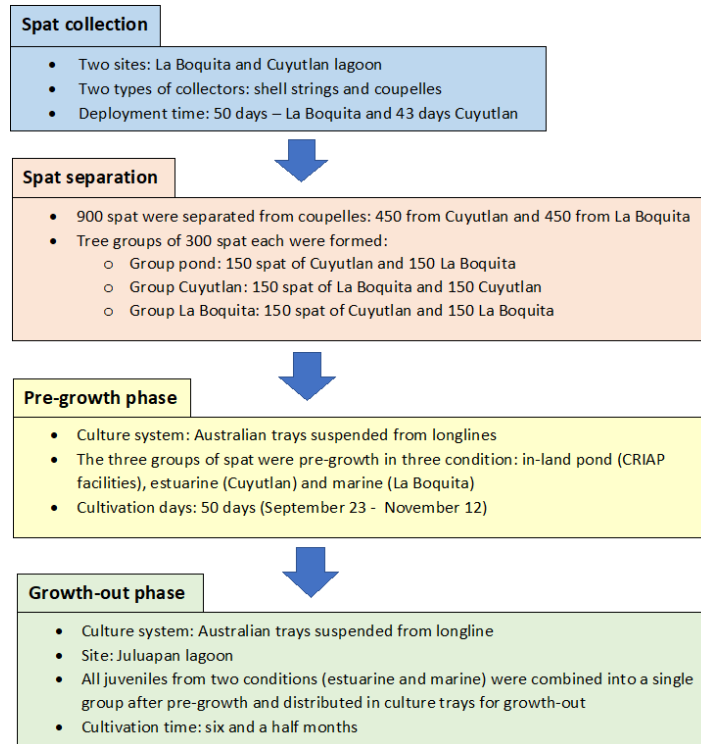 Spat collection
• Two sites: La Boquita and Cuyutlan lagoon
• Two types of collectors: shell strings and coupelles
• Deployment time: 50 days – La Boquita and 43 days Cuyutlan
Spat separation
• 900 spat were separated from coupelles: 450 from Cuyutlan and 450 from La Boquita
• Tree groups of 300 spat each were formed:
o Group pond: 150 spat of Cuyutlan and 150 La Boquita
o Group Cuyutlan: 150 spat of La Boquita and 150 Cuyutlan
o Group La Boquita: 150 spat of Cuyutlan and 150 La Boquita
Pre-growth phase
• Culture system: Australian trays suspended from longlines
• The three groups of spat were pre-growth in three condition: in-land pond (CRIAP
facilities), estuarine (Cuyutlan) and marine (La Boquita)
• Cultivation days: 50 days (September 23 - November 12)
Growth-out phase
• Culture system: Australian trays suspended from longline
• Site: Juluapan lagoon
• All juveniles from two conditions (estuarine and marine) were combined into a single
group after pre-growth and distributed in culture trays for growth-out
• Cultivation time: six and a half months